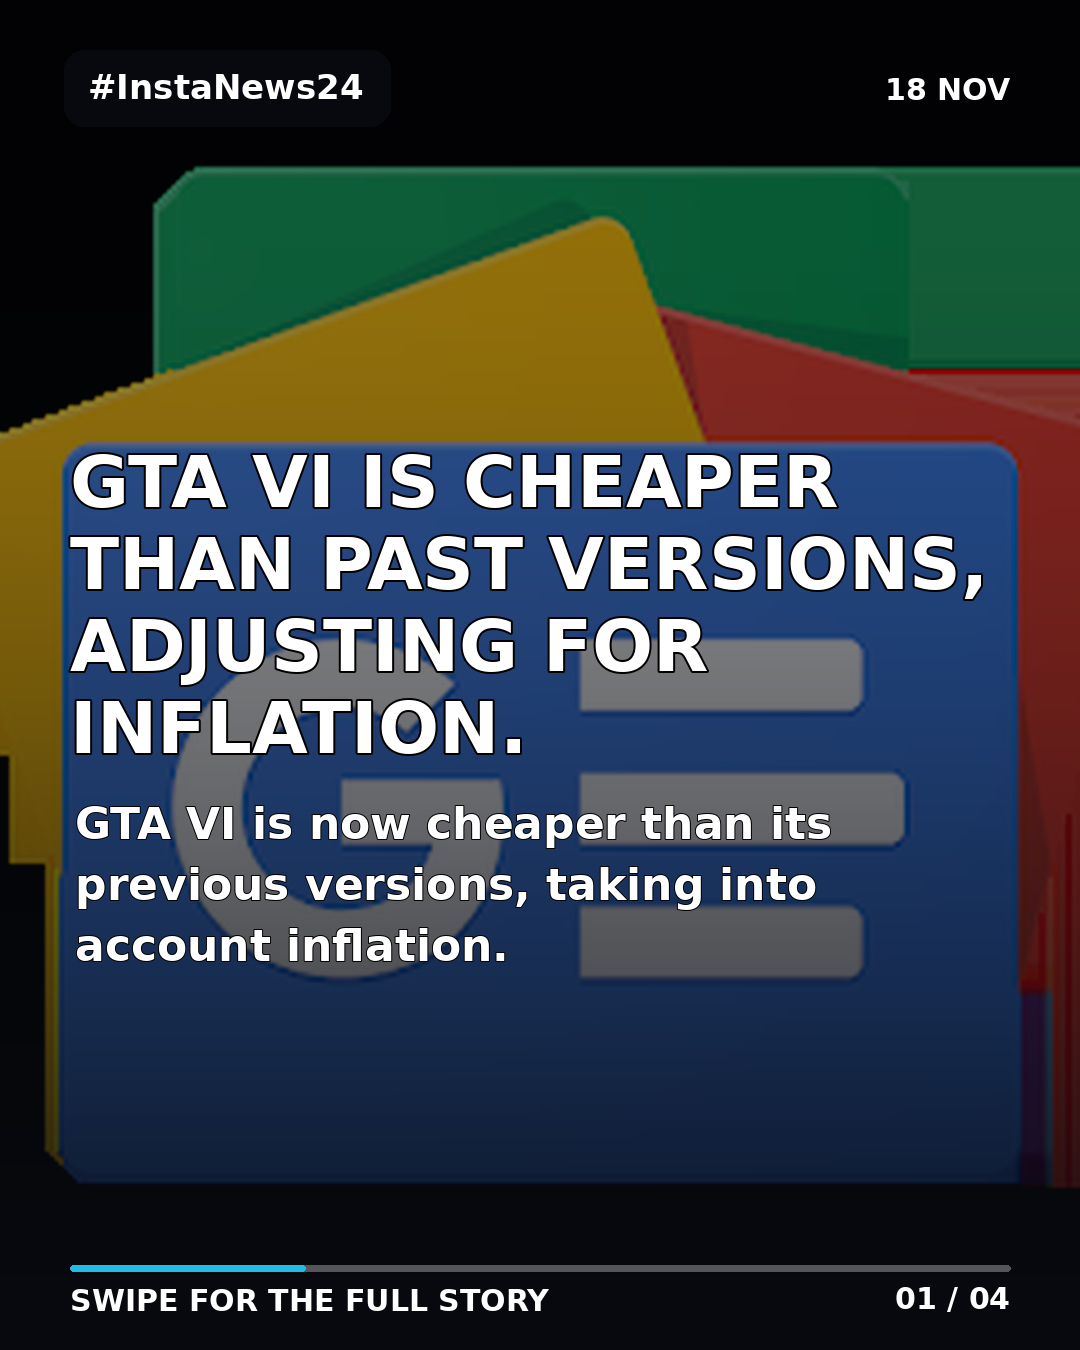 #InstaNews24
18 NOV
GTA VI IS CHEAPER
THAN PAST VERSIONS,
ADJUSTING FOR
INFLATION.
GTA VI is now cheaper than its
previous versions, taking into
account inflation.
SWIPE FOR THE FULL STORY
01 / 04